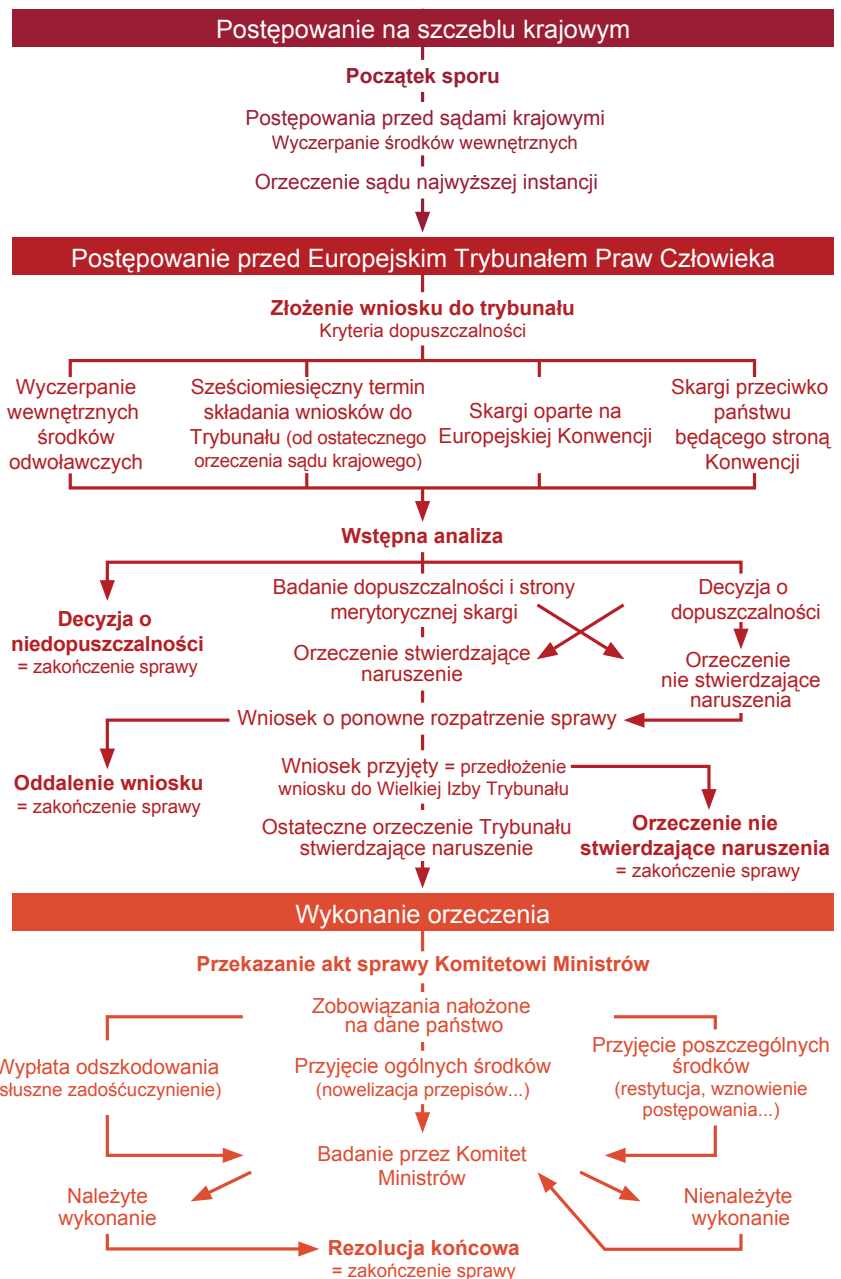 Postępowanie na szczeblu krajowym
Początek sporu
Postępowania przed sądami krajowymi
Wyczerpanie środków wewnętrznych
Orzeczenie sądu najwyższej instancji
Postępowanie przed Europejskim Trybunałem Praw Człowieka
Złożenie wniosku do trybunału
Kryteria dopuszczalności
Wyczerpanie
wewnętrznych
środków
odwoławczych
Sześciomiesięczny termin
składania wniosków do
Trybunału (od ostatecznego
orzeczenia sądu krajowego)
Skargi oparte na
Europejskiej Konwencji
Skargi przeciwko
państwu
będącego stroną
Konwencji
Wstępna analiza
Decyzja o
niedopuszczalności
= zakończenie sprawy
Badanie dopuszczalności i strony
merytorycznej skargi
Decyzja o
dopuszczalności
Orzeczenie stwierdzające
naruszenie
Orzeczenie
nie stwierdzające
naruszenia
Wniosek o ponowne rozpatrzenie sprawy
Oddalenie wniosku
= zakończenie sprawy
Wniosek przyjęty = przedłożenie
wniosku do Wielkiej Izby Trybunału
Ostateczne orzeczenie Trybunału
stwierdzające naruszenie
Orzeczenie nie
stwierdzające naruszenia
= zakończenie sprawy
Wykonanie orzeczenia
Przekazanie akt sprawy Komitetowi Ministrów
Zobowiązania nałożone
na dane państwo
Wypłata odszkodowania
słuszne zadośćuczynienie)
Przyjęcie ogólnych środków
(nowelizacja przepisów...)
Przyjęcie poszczególnych
środków
(restytucja, wznowienie
postępowania...)
Badanie przez Komitet
Ministrów
Należyte
wykonanie
Nienależyte
wykonanie
Rezolucja końcowa
= zakończenie sprawy